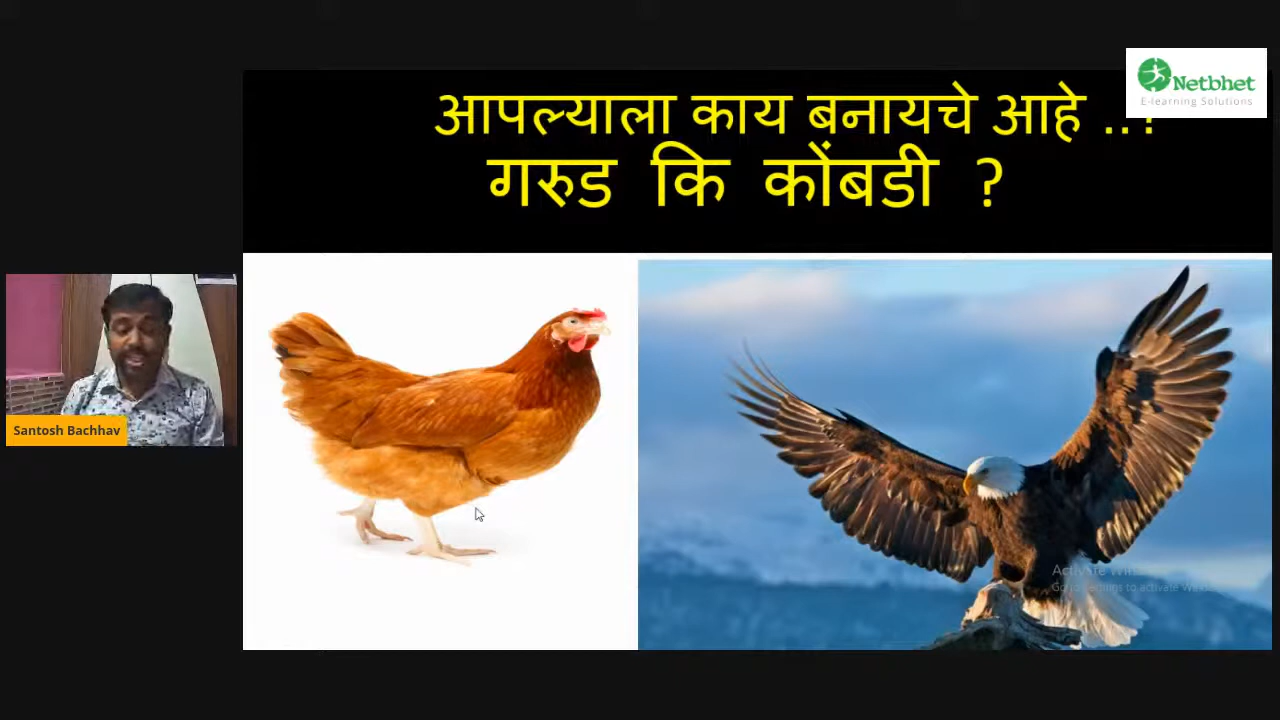 Netbhet
E-learning Solutions
आपल्याला काय बनायचे आहे ..?
गरुड कि कोंबडी ?
Santosh Bachhav